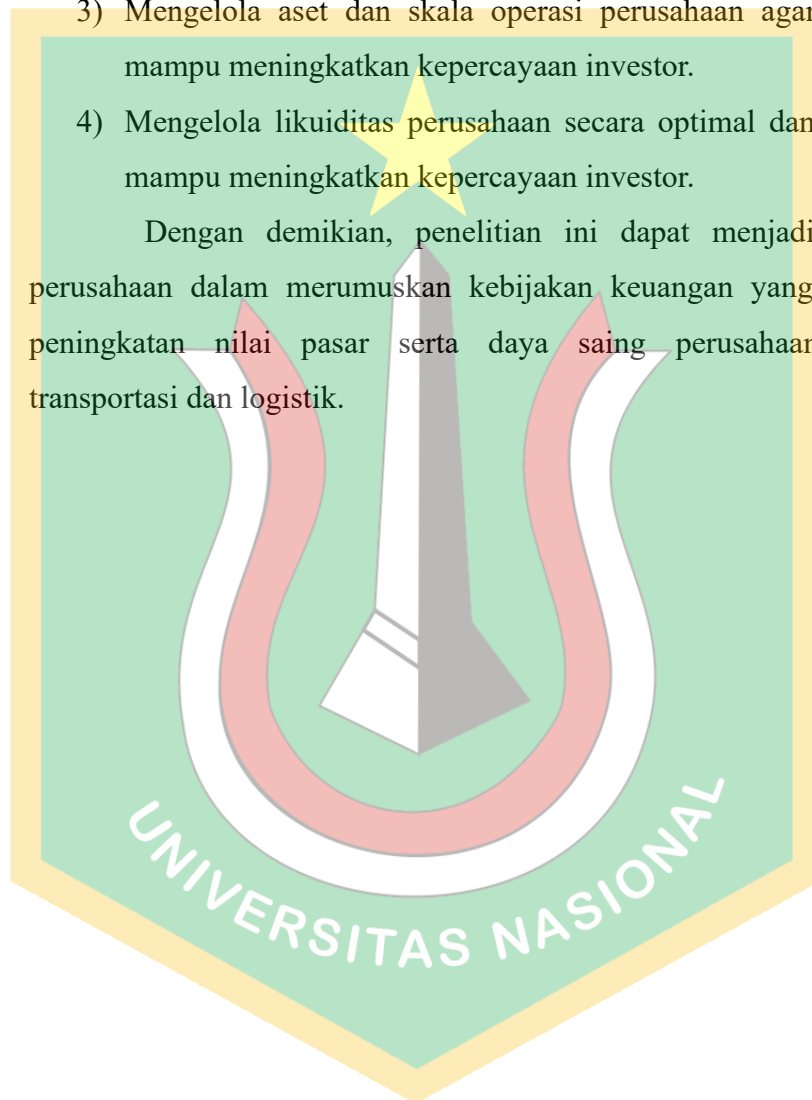 3) Mengelola aset dan skala operasi perusahaan agar
mampu meningkatkan kepercayaan investor.
4) Mengelola likuiditas perusahaan secara optimal dan
mampu meningkatkan kepercayaan investor.
Dengan demikian, penelitian ini dapat menjadi
perusahaan dalam merumuskan kebijakan keuangan yang
peningkatan nilai pasar serta daya saing perusahaan
transportasi dan logistik.
UNIVERSITAS NASIONAL